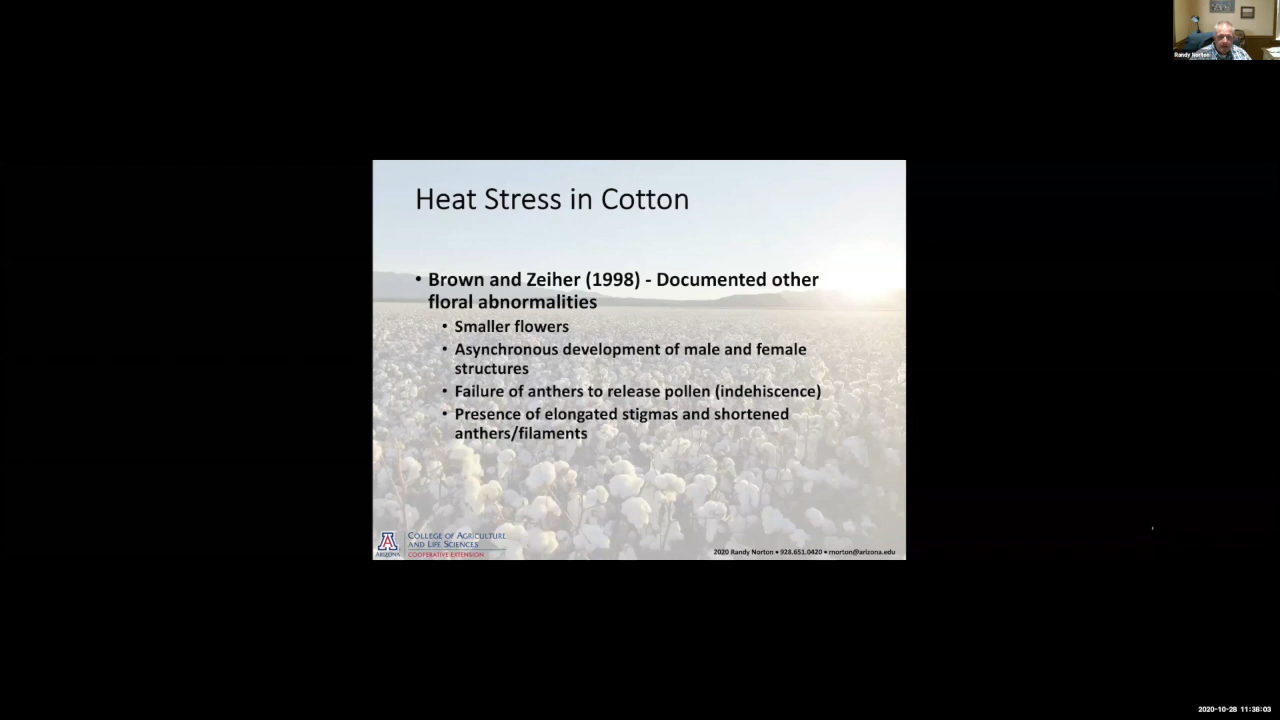 Randy Norton
Heat Stress in Cotton
• Brown and Zeiher (1998) - Documented other
floral abnormalities
• Smaller flowers
• Asynchronous development of male and female
structures
• Failure of anthers to release pollen (indehiscence)
• Presence of elongated stigmas and shortened
anthers/filaments
A
ARIZONA
COLLEGE OF AGRICULTURE
AND LIFE SCIENCES
COOPERATIVE EXTENSION
2020 Randy Norton • 928.651.0420 • rnorton@arizona.edu
2020-10-28 11:38:03